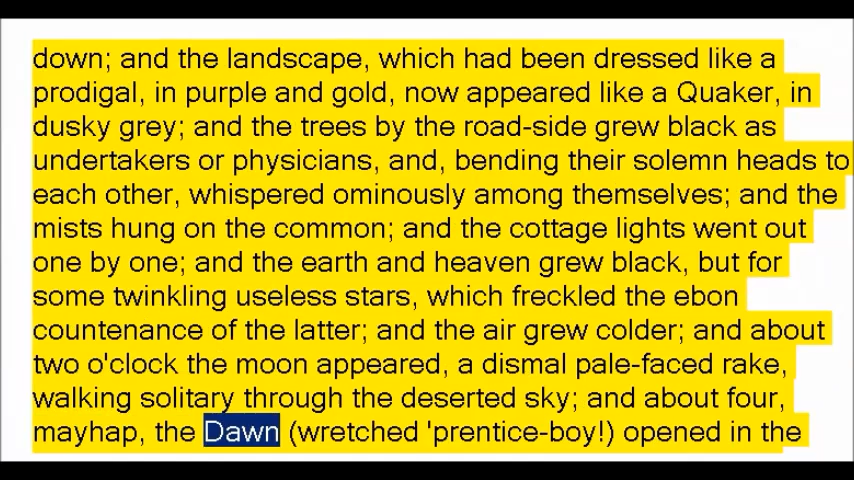 down; and the landscape, which had been dressed like a
prodigal, in purple and gold, now appeared like a Quaker, in
dusky grey; and the trees by the road-side grew black as
undertakers or physicians, and, bending their solemn heads to
each other, whispered ominously among themselves; and the
mists hung on the common; and the cottage lights went out
one by one; and the earth and heaven grew black, but for
some twinkling useless stars, which freckled the ebon
countenance of the latter; and the air grew colder; and about
two o'clock the moon appeared, a dismal pale-faced rake,
walking solitary through the deserted sky; and about four,
mayhap, the Dawn (wretched 'prentice-boy!) opened in the